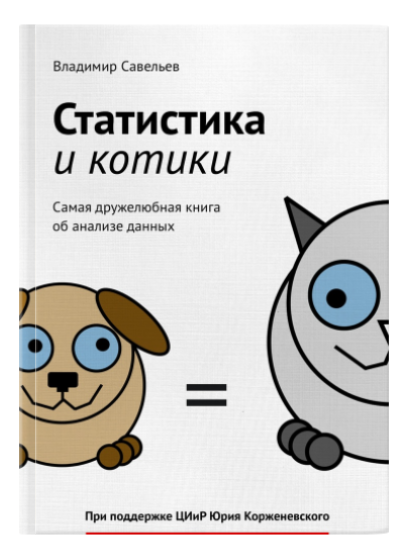 Владимир Савельев
Статистика
и котики
Самая дружелюбная книга
об анализе данных
=
При поддержке ЦИиР Юрия Корженевского